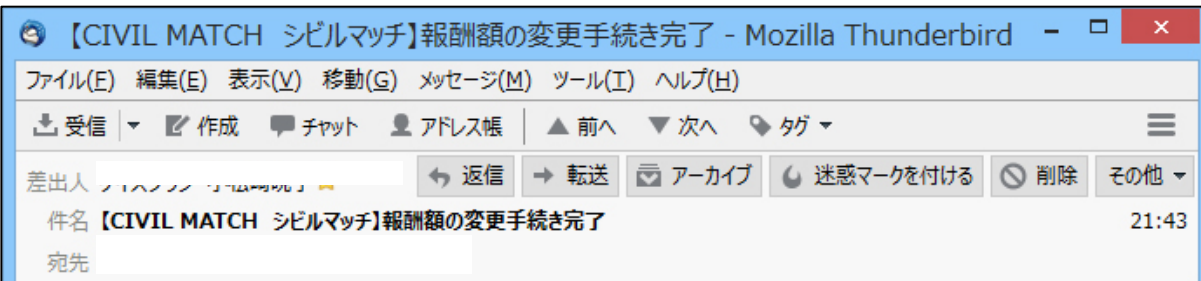 【CIVIL MATCH シビルマッチ】報酬額の変更手続き完了 - Mozilla Thunderbird
ファイル(F) 編集(E) 表示(V) 移動(G) メッセージ(M) ツール(T) ヘルプ(H)
受信 作成 チャット アドレス帳 前へ 次へ タグ
差出人 返信 転送 アーカイブ 迷惑マークを付ける 削除 その他
件名 【CIVIL MATCH シビルマッチ】報酬額の変更手続き完了 21:43
宛先